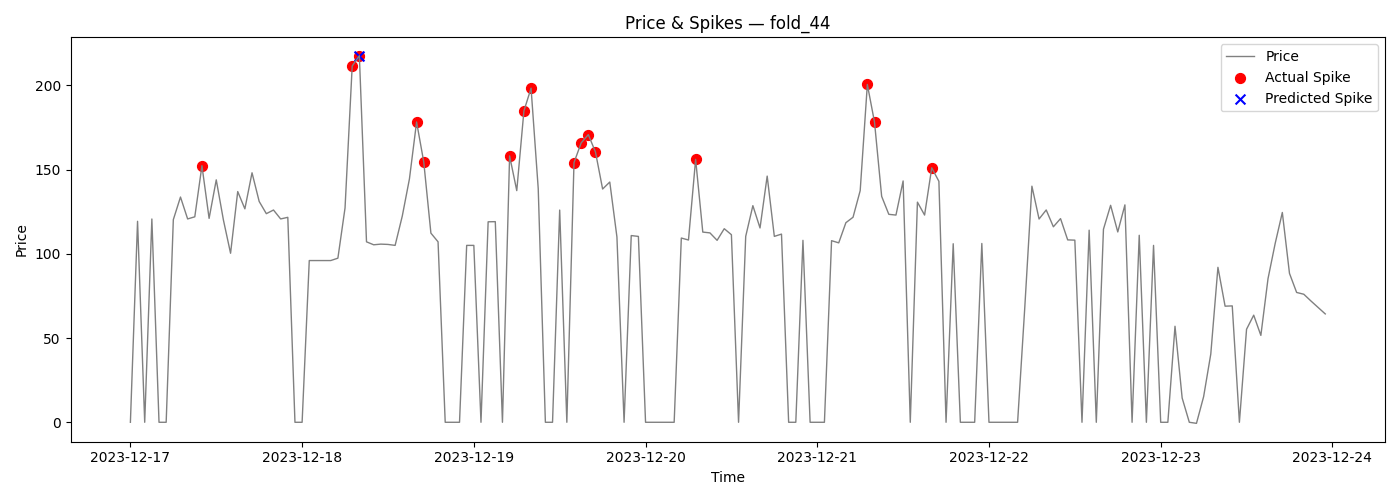 Price & Spikes — fold_44
Price
Actual Spike
Predicted Spike
Price
200
150
100
50
0
2023-12-17 2023-12-18 2023-12-19 2023-12-20 2023-12-21 2023-12-22 2023-12-23 2023-12-24
Time